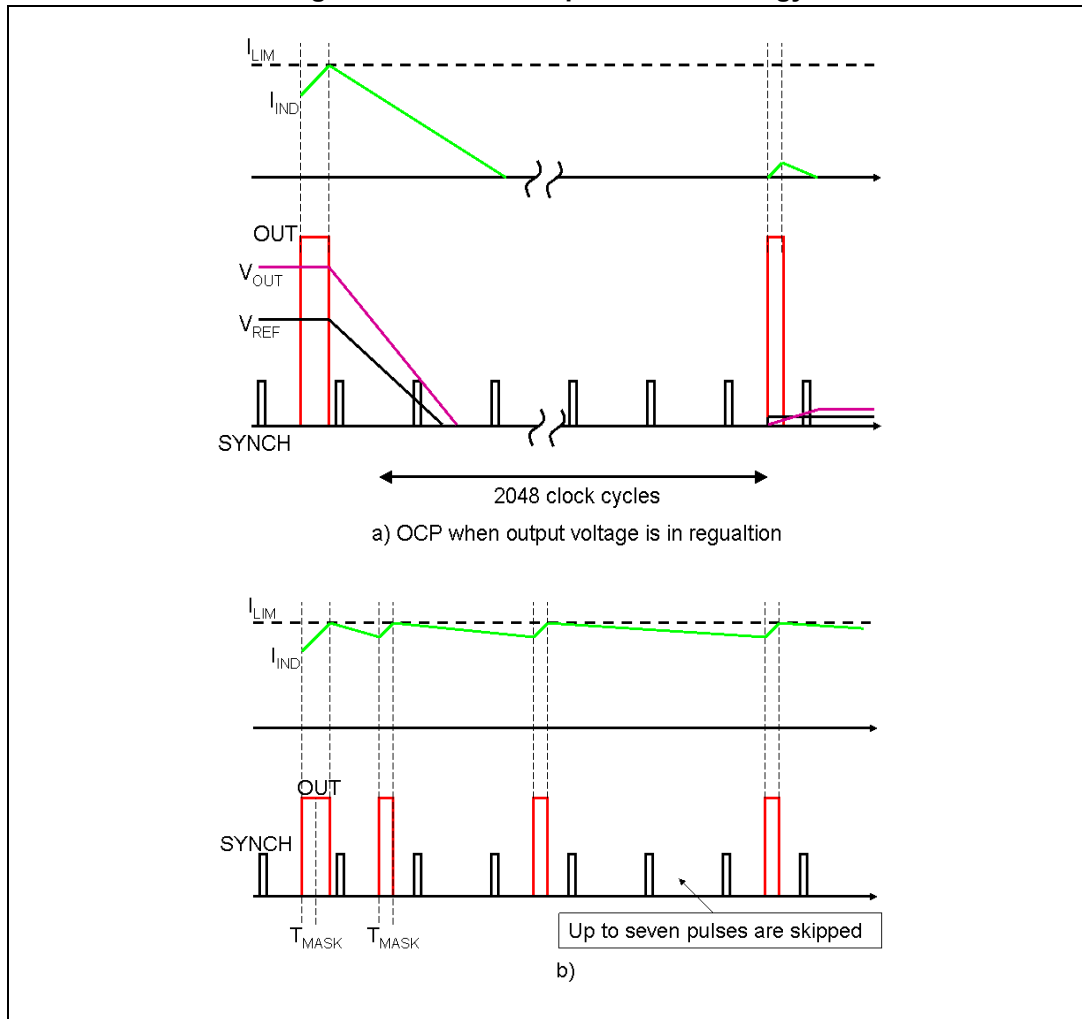 I_LIM
I_IND
OUT
V_OUT
V_REF
SYNCH
2048 clock cycles
a) OCP when output voltage is in regualtion
I_LIM
I_IND
OUT
SYNCH
T_MASK T_MASK
Up to seven pulses are skipped
b)